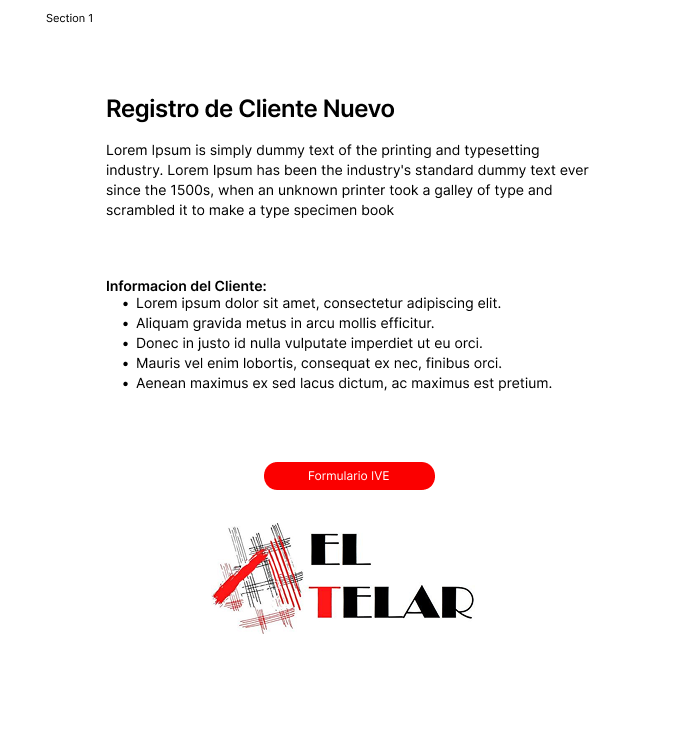 Section 1
Registro de Cliente Nuevo
Lorem Ipsum is simply dummy text of the printing and typesetting
industry. Lorem Ipsum has been the industry's standard dummy text ever
since the 1500s, when an unknown printer took a galley of type and
scrambled it to make a type specimen book
Informacion del Cliente:
• Lorem ipsum dolor sit amet, consectetur adipiscing elit.
• Aliquam gravida metus in arcu mollis efficitur.
• Donec in justo id nulla vulputate imperdiet ut eu orci.
• Mauris vel enim lobortis, consequat ex nec, finibus orci.
• Aenean maximus ex sed lacus dictum, ac maximus est pretium.
Formulario IVE
EL
TELAR